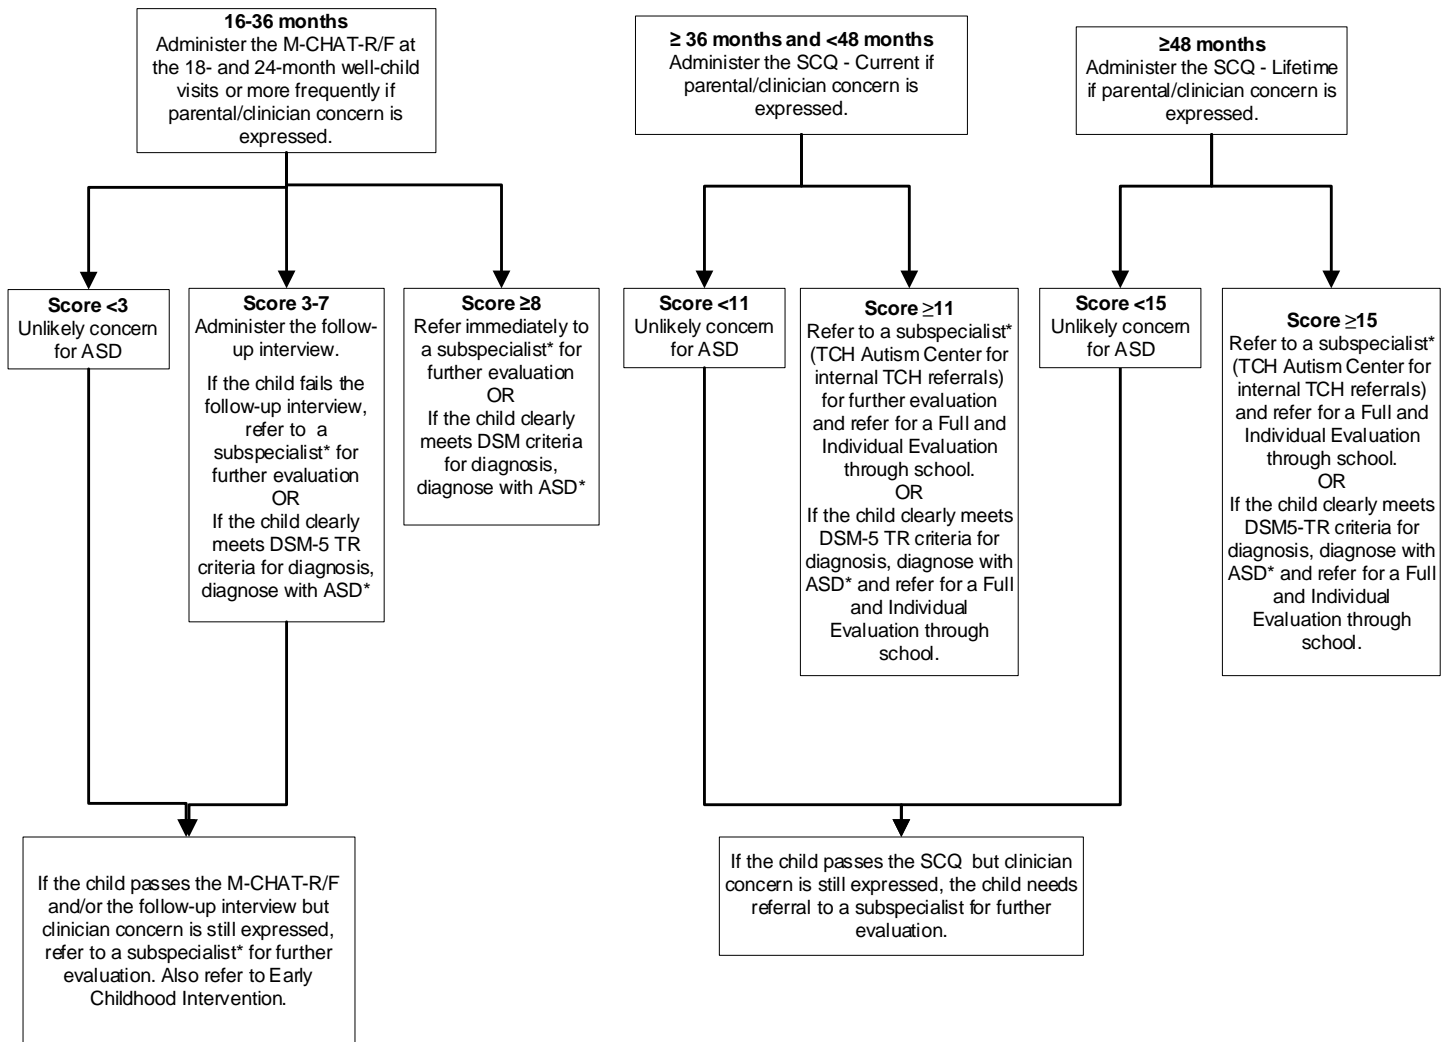 16-36 months
Administer the M-CHAT-R/F at
the 18- and 24-month well-child
visits or more frequently if
parental/clinician concern is
expressed.
≥ 36 months and <48 months
Administer the SCQ - Current if
parental/clinician concern is
expressed.
≥48 months
Administer the SCQ - Lifetime
if parental/clinician concern is
expressed.
Score <3
Unlikely concern
for ASD
Score 3-7
Administer the follow-
up interview.
If the child fails the
follow-up interview,
refer to a
subspecialist* for
further evaluation
OR
If the child clearly
meets DSM-5 TR
criteria for diagnosis,
diagnose with ASD*
Score ≥8
Refer immediately to
a subspecialist* for
further evaluation
OR
If the child clearly
meets DSM criteria
for diagnosis,
diagnose with ASD*
Score <11
Unlikely concern
for ASD
Score ≥11
Refer to a subspecialist*
(TCH Autism Center for
internal TCH referrals)
for further evaluation
and refer for a Full and
Individual Evaluation
through school.
OR
If the child clearly meets
DSM-5 TR criteria for
diagnosis, diagnose with
ASD* and refer for a Full
and Individual
Evaluation through
school.
Score <15
Unlikely concern
for ASD
Score ≥15
Refer to a subspecialist*
(TCH Autism Center for
internal TCH referrals)
and refer for a Full and
Individual Evaluation
through school.
OR
If the child clearly meets
DSM5-TR criteria for
diagnosis, diagnose with
ASD* and refer for a Full
and Individual
Evaluation through
school.
If the child passes the M-CHAT-R/F
and/or the follow-up interview but
clinician concern is still expressed,
refer to a subspecialist* for further
evaluation. Also refer to Early
Childhood Intervention.
If the child passes the SCQ but clinician
concern is still expressed, the child needs
referral to a subspecialist for further
evaluation.